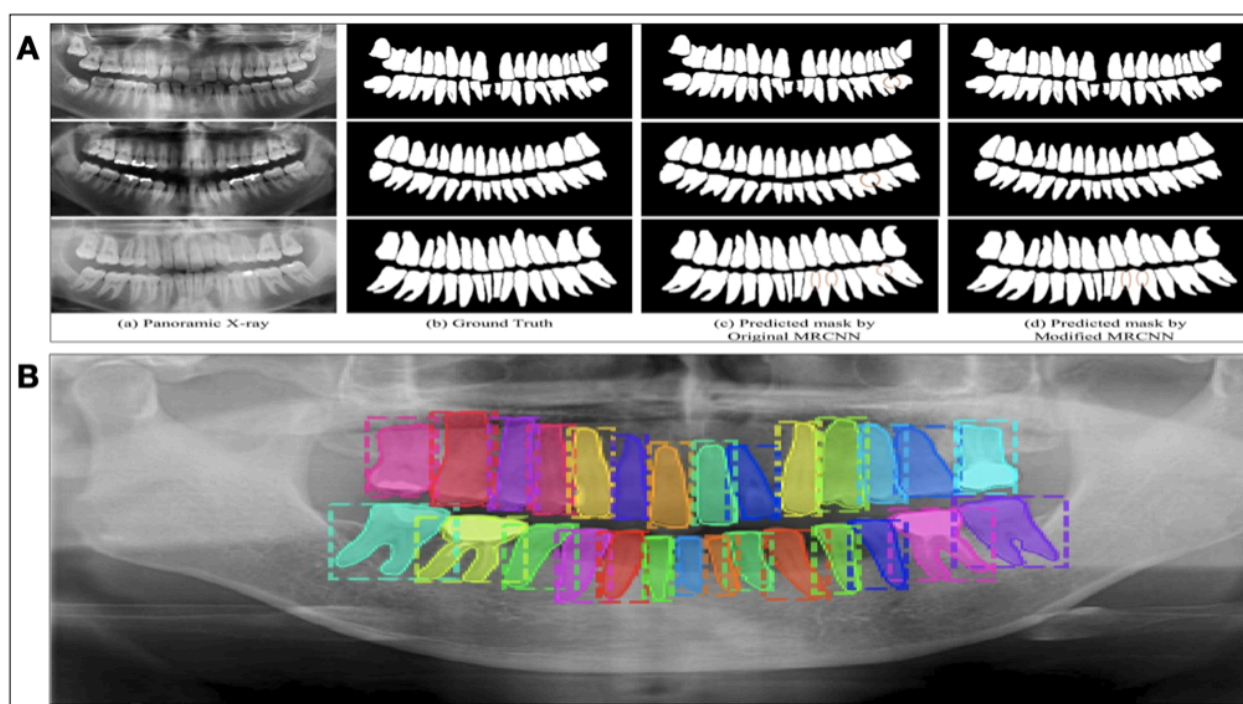 A
(a) Panoramic X-ray
(b) Ground Truth
(c) Predicted mask by
Original MRCNN
(d) Predicted mask by
Modified MRCNN
B